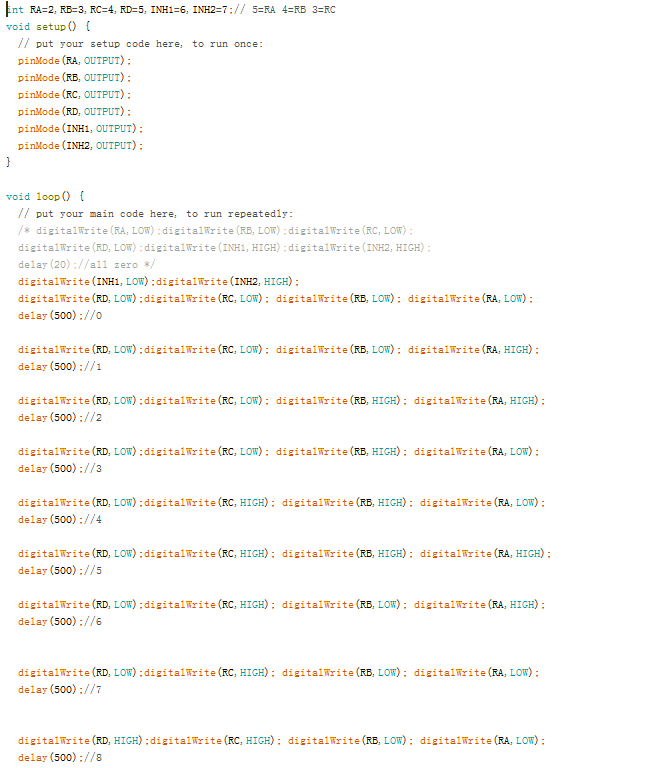 int RA=2, RB=3, RC=4, RD=5, INH1=6, INH2=7;// 5=RA 4=RB 3=RC
void setup() {
// put your setup code here, to run once:
pinMode(RA, OUTPUT);
pinMode(RB, OUTPUT);
pinMode(RC, OUTPUT);
pinMode(RD, OUTPUT);
pinMode(INH1, OUTPUT);
pinMode(INH2, OUTPUT);
}
void loop() {
// put your main code here, to run repeatedly:
/* digitalWrite(RA, LOW);digitalWrite(RB, LOW);digitalWrite(RC, LOW);
digitalWrite(RD, LOW);digitalWrite(INH1, HIGH);digitalWrite(INH2, HIGH);
delay(20);//all zero */
digitalWrite(INH1, LOW);digitalWrite(INH2, HIGH);
digitalWrite(RD, LOW);digitalWrite(RC, LOW); digitalWrite(RB, LOW); digitalWrite(RA, LOW);
delay(500);//0
digitalWrite(RD, LOW);digitalWrite(RC, LOW); digitalWrite(RB, LOW); digitalWrite(RA, HIGH);
delay(500);//1
digitalWrite(RD, LOW);digitalWrite(RC, LOW); digitalWrite(RB, HIGH); digitalWrite(RA, HIGH);
delay(500);//2
digitalWrite(RD, LOW);digitalWrite(RC, LOW); digitalWrite(RB, HIGH); digitalWrite(RA, LOW);
delay(500);//3
digitalWrite(RD, LOW);digitalWrite(RC, HIGH); digitalWrite(RB, HIGH); digitalWrite(RA, LOW);
delay(500);//4
digitalWrite(RD, LOW);digitalWrite(RC, HIGH); digitalWrite(RB, HIGH); digitalWrite(RA, HIGH);
delay(500);//5
digitalWrite(RD, LOW);digitalWrite(RC, HIGH); digitalWrite(RB, LOW); digitalWrite(RA, HIGH);
delay(500);//6
digitalWrite(RD, LOW);digitalWrite(RC, HIGH); digitalWrite(RB, LOW); digitalWrite(RA, LOW);
delay(500);//7
digitalWrite(RD, HIGH);digitalWrite(RC, HIGH); digitalWrite(RB, LOW); digitalWrite(RA, LOW);
delay(500);//8